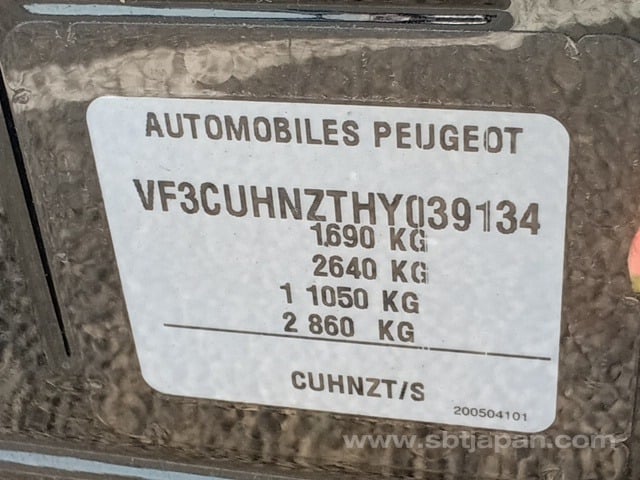 AUTOMOBILES PEUGEOT
VF3CUHNZTHY039134
1690 KG
2640 KG
1 1050 KG
2 860 KG
CUHNZT/S
200504101
www.sbtjapan.com